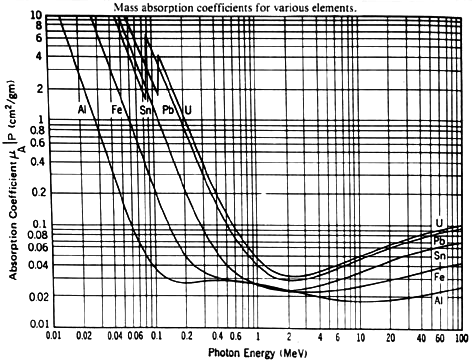 Mass absorption coefficients for various elements.
10
8
6
4
2
1
0.8
0.6
0.4
0.2
0.1
0.08
0.06
0.04
0.02
0.01
Absorption Coefficient μA|P (cm²/gm)
Al Fe Sn Pb U
U
Pb
Sn
Fe
Al
0.01 0.02 0.04 0.06 0.1 0.2 0.4 0.6 1 2 4 6 10 20 40 60 100
Photon Energy (MeV)